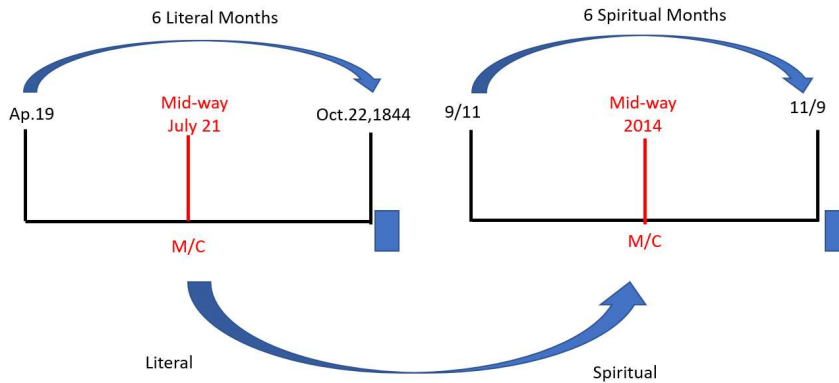 6 Literal Months
6 Spiritual Months
Ap.19
Mid-way
July 21
Oct.22,1844
9/11
Mid-way
2014
11/9
M/C
M/C
Literal
Spiritual